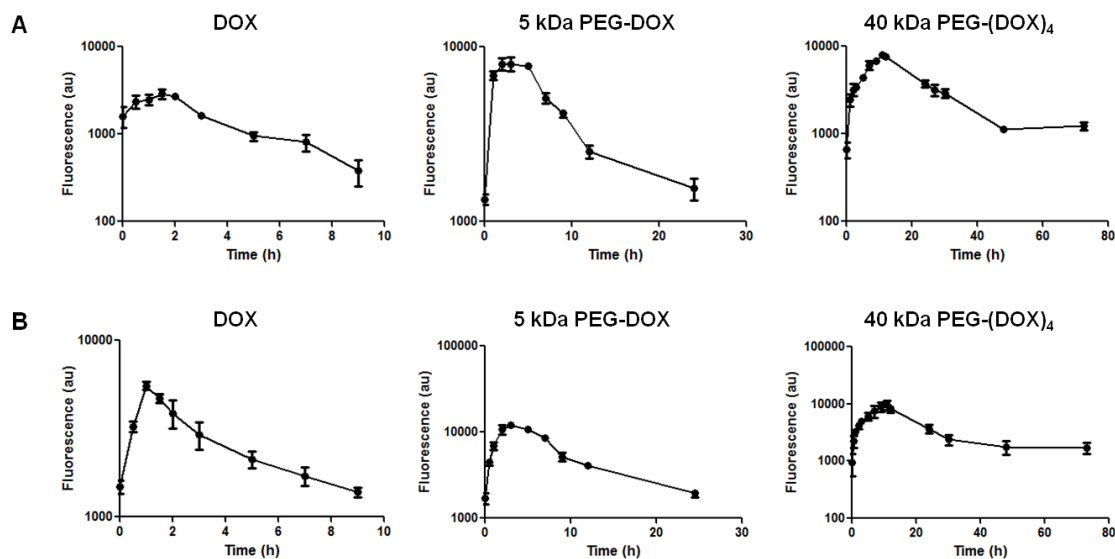 A
DOX
5 kDa PEG-DOX
40 kDa PEG-(DOX)4
Fluorescence (au)
10000
1000
100
0 2 4 6 8 10
Time (h)
Fluorescence (au)
10000
1000
0 10 20 30
Time (h)
Fluorescence (au)
10000
1000
100
0 20 40 60 80
Time (h)
B
DOX
5 kDa PEG-DOX
40 kDa PEG-(DOX)4
Fluorescence (au)
10000
1000
0 2 4 6 8 10
Time (h)
Fluorescence (au)
100000
10000
1000
0 10 20 30
Time (h)
Fluorescence (au)
100000
10000
1000
100
0 20 40 60 80
Time (h)